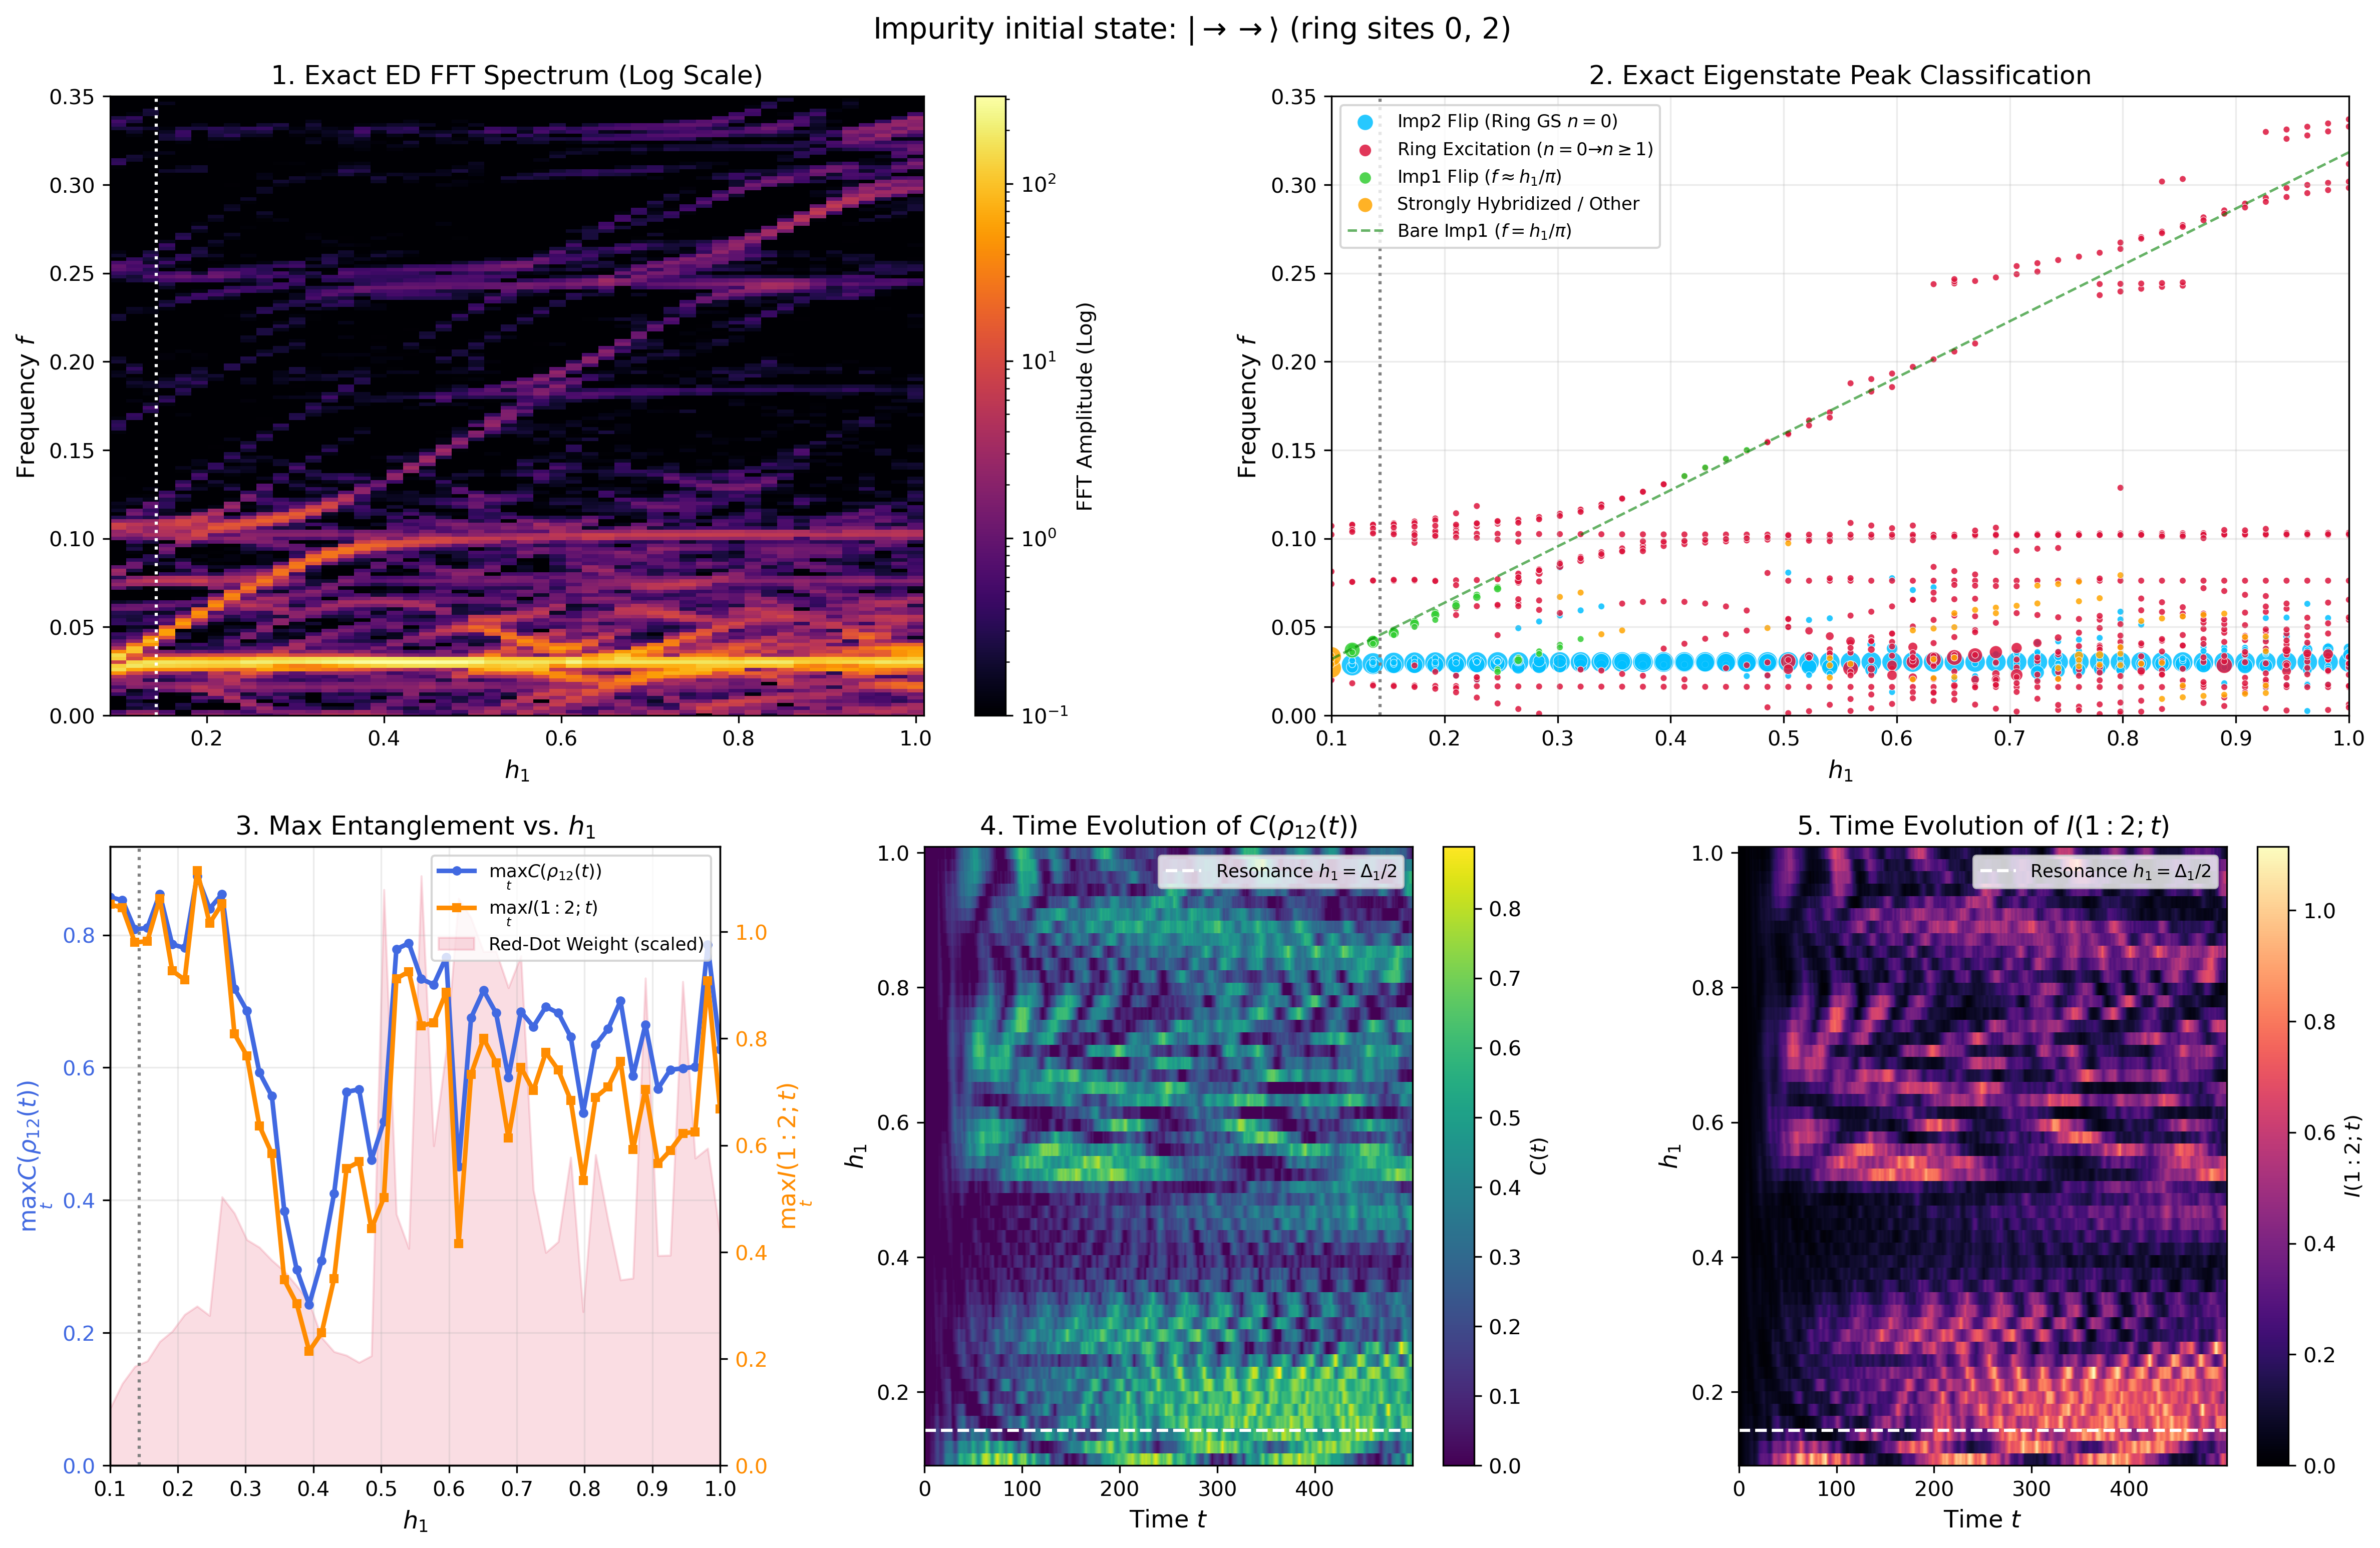 Impurity initial state: |→→⟩ (ring sites 0, 2)
1. Exact ED FFT Spectrum (Log Scale)
Frequency f
0.35
0.30
0.25
0.20
0.15
0.10
0.05
0.00
0.2 0.4 0.6 0.8 1.0
h₁
10²
10¹
10⁰
10⁻¹
FFT Amplitude (Log)
2. Exact Eigenstate Peak Classification
Frequency f
0.35
0.30
0.25
0.20
0.15
0.10
0.05
0.00
Imp2 Flip (Ring GS n = 0)
Ring Excitation (n = 0→n ≥ 1)
Imp1 Flip (f ≈ h₁/π)
Strongly Hybridized / Other
Bare Imp1 (f = h₁/π)
0.1 0.2 0.3 0.4 0.5 0.6 0.7 0.8 0.9 1.0
h₁
3. Max Entanglement vs. h₁
max C(ρ₁₂(t))
t
0.8
0.6
0.4
0.2
0.0
max C(ρ₁₂(t))
t
max I(1 : 2; t)
t
Red-Dot Weight (scaled)
1.0
0.8
0.6
0.4
0.2
0.0
max I(1 : 2; t)
t
0.1 0.2 0.3 0.4 0.5 0.6 0.7 0.8 0.9 1.0
h₁
4. Time Evolution of C(ρ₁₂(t))
h₁
1.0
0.8
0.6
0.4
0.2
Resonance h₁ = Δ₁/2
0 100 200 300 400
Time t
0.8
0.7
0.6
0.5
0.4
0.3
0.2
0.1
0.0
C(t)
5. Time Evolution of I(1 : 2; t)
h₁
1.0
0.8
0.6
0.4
0.2
Resonance h₁ = Δ₁/2
0 100 200 300 400
Time t
1.0
0.8
0.6
0.4
0.2
0.0
I(1 : 2; t)